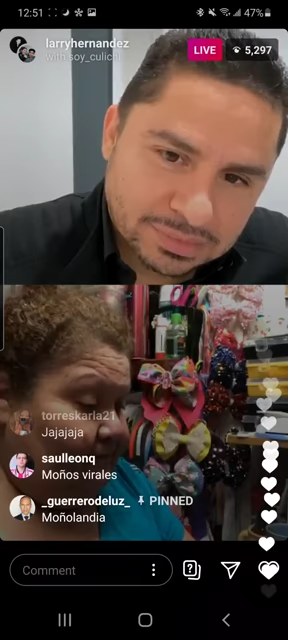 12:51
47%
larryhernandez
with soy_culichi
LIVE
5,297
torreskarla21
Jajajaja
saulleonq
Moños virales
_guerrerodeluz_ PINNED
Moñolandia
Comment